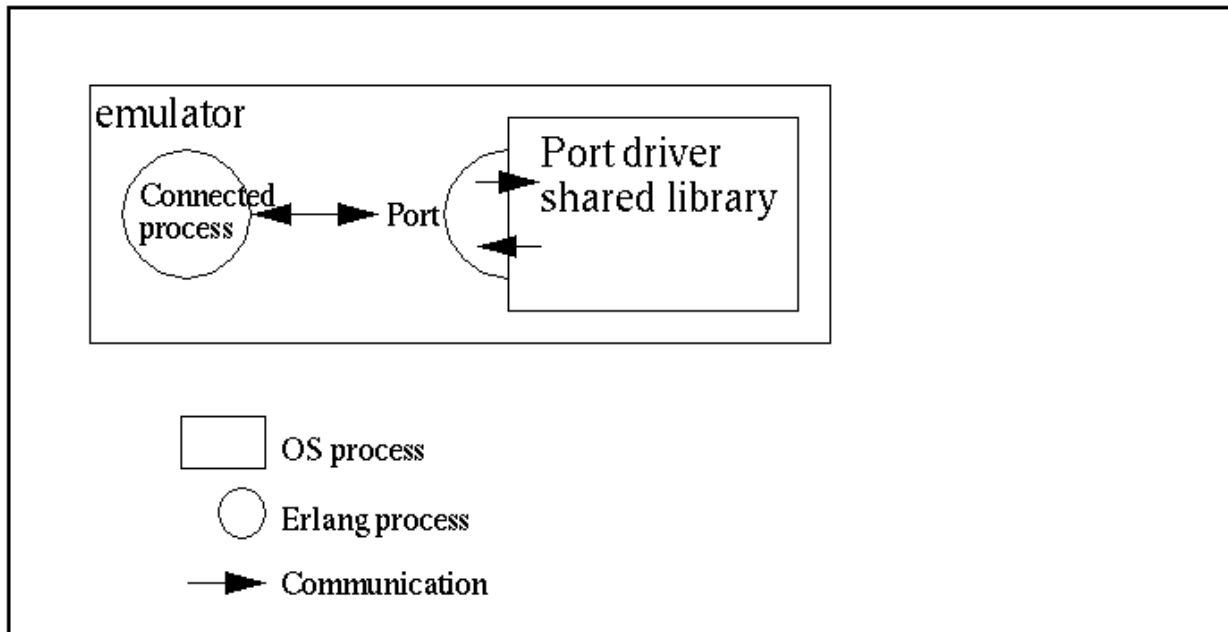 emulator
Connected
process
Port
Port driver
shared library
OS process
Erlang process
Communication